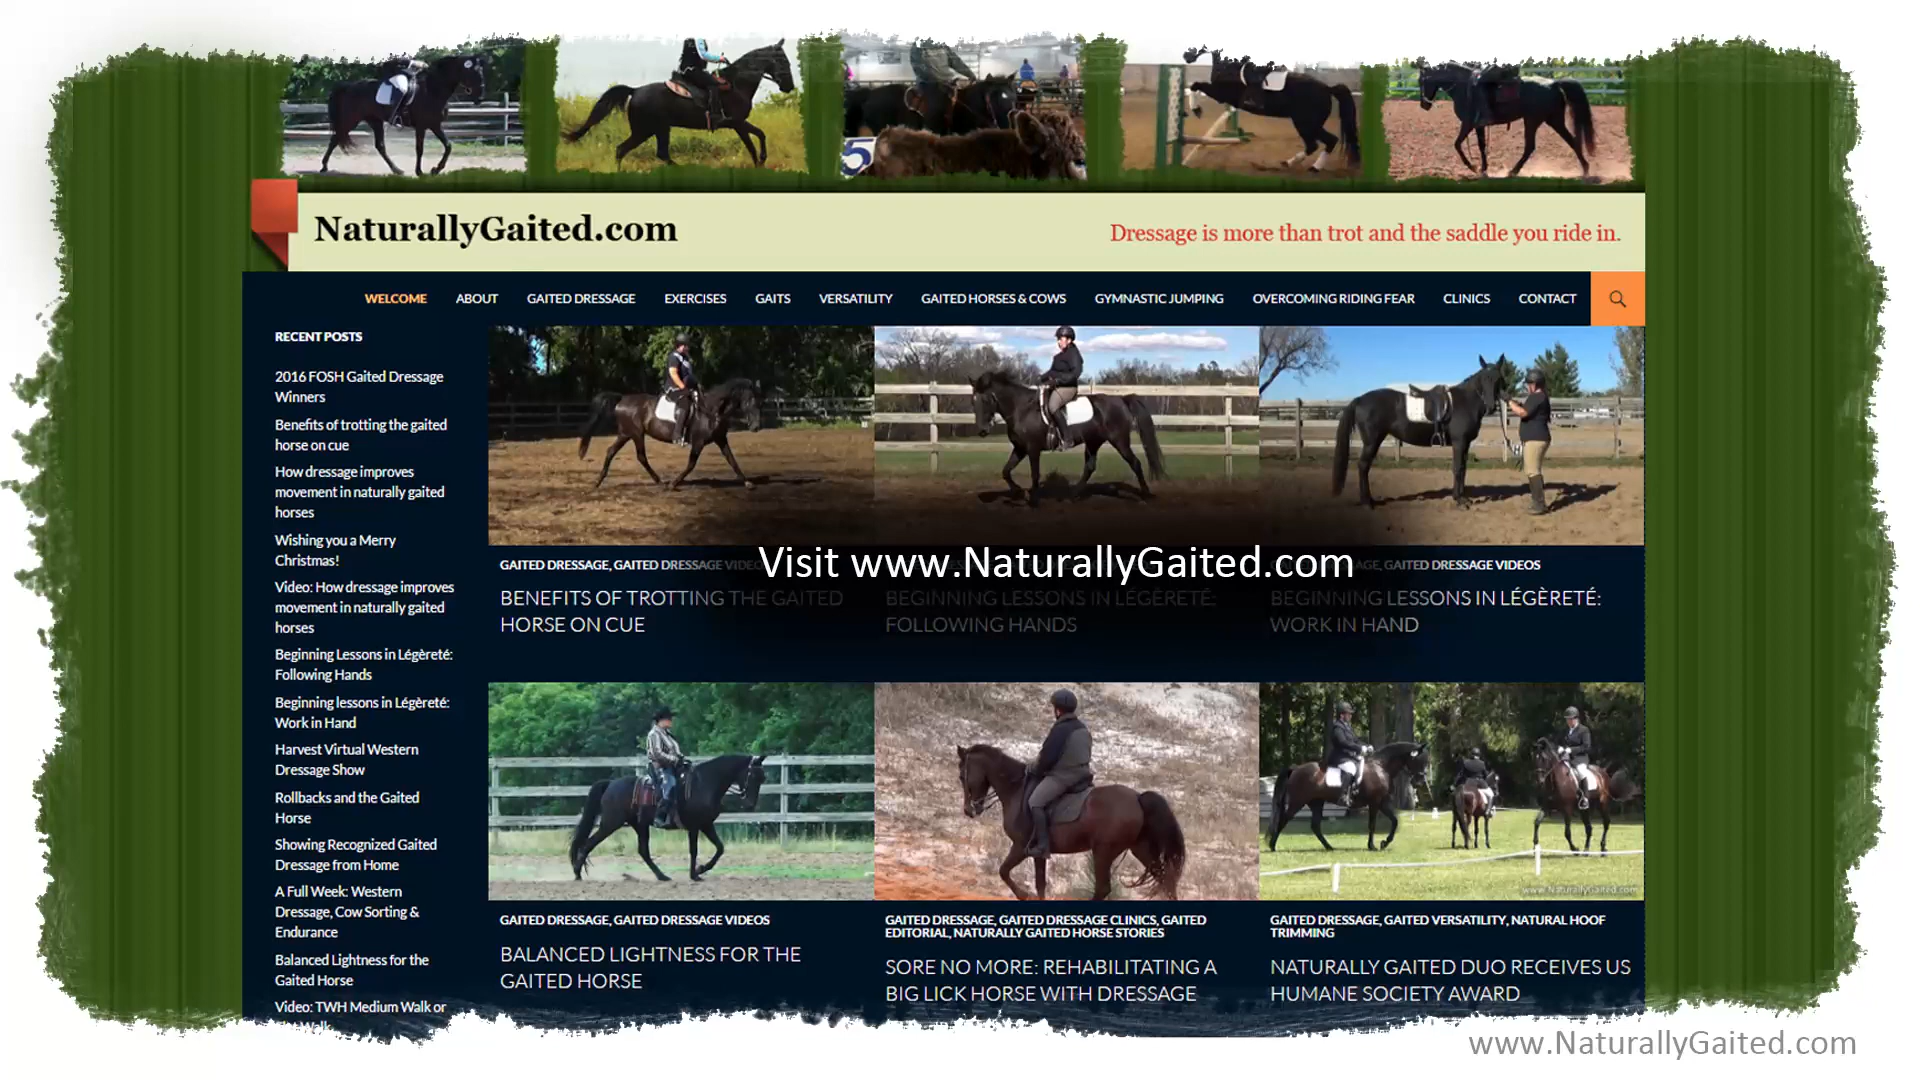 5
NaturallyGaited.com
Dressage is more than trot and the saddle you ride in.
WELCOME ABOUT GAITED DRESSAGE EXERCISES GAITS VERSATILITY GAITED HORSES & COWS GYMNASTIC JUMPING OVERCOMING RIDING FEAR CLINICS CONTACT
RECENT POSTS
2016 FOSH Gaited Dressage
Winners
Benefits of trotting the gaited
horse on cue
How dressage improves
movement in naturally gaited
horses
Wishing you a Merry
Christmas!
Video: How dressage improves
movement in naturally gaited
horses
Beginning Lessons in Légèreté:
Following Hands
Beginning lessons in Légèreté:
Work in Hand
Harvest Virtual Western
Dressage Show
Rollbacks and the Gaited
Horse
Showing Recognized Gaited
Dressage from Home
A Full Week: Western
Dressage, Cow Sorting &
Endurance
Balanced Lightness for the
Gaited Horse
Video: TWH Medium Walk or
Walk
GAITED DRESSAGE, GAITED DRESSAGE VIDEOS
BENEFITS OF TROTTING THE GAITED
HORSE ON CUE
Visit www.NaturallyGaited.com
BEGINNING LESSONS IN LÉGÈRETÉ:
FOLLOWING HANDS
GAITED DRESSAGE VIDEOS
BEGINNING LESSONS IN LÉGÈRETÉ:
WORK IN HAND
GAITED DRESSAGE, GAITED DRESSAGE VIDEOS
BALANCED LIGHTNESS FOR THE
GAITED HORSE
GAITED DRESSAGE, GAITED DRESSAGE CLINICS, GAITED
EDITORIAL, NATURALLY GAITED HORSE STORIES
SORE NO MORE: REHABILITATING A
BIG LICK HORSE WITH DRESSAGE
www.NaturallyGaited.com
GAITED DRESSAGE, GAITED VERSATILITY, NATURAL HOOF
TRIMMING
NATURALLY GAITED DUO RECEIVES US
HUMANE SOCIETY AWARD
www.NaturallyGaited.com